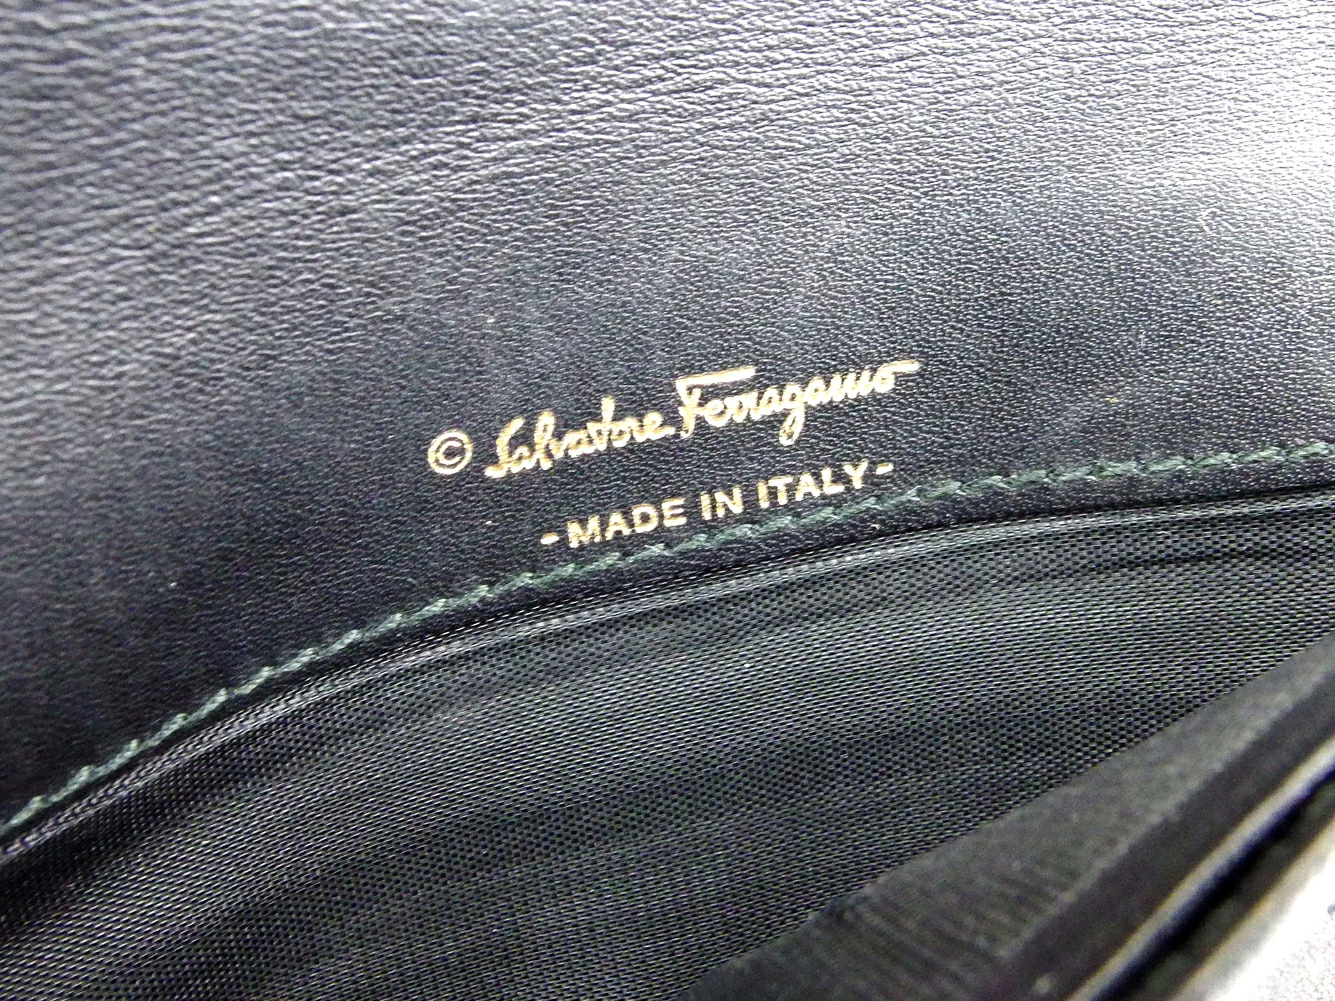 © Salvatore Ferragamo
-MADE IN ITALY-